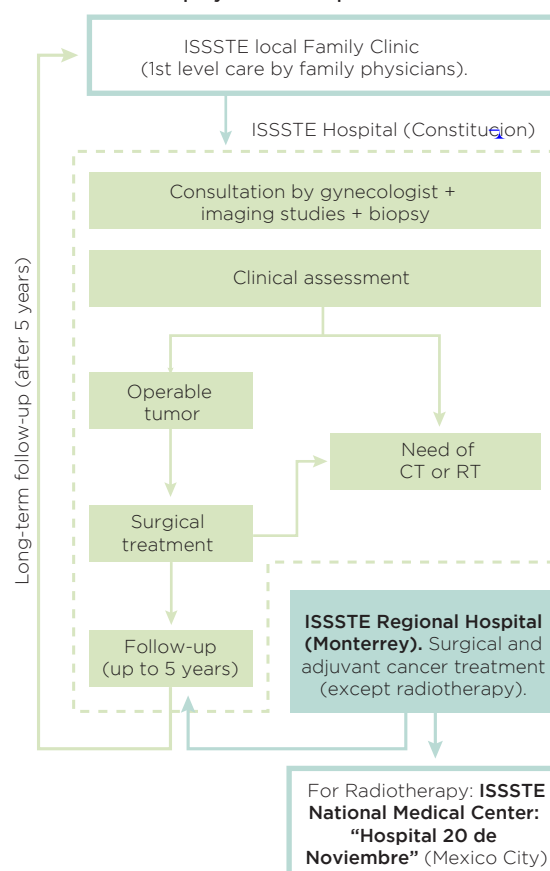 ISSSTE local Family Clinic
(1st level care by family physicians).
ISSSTE Hospital (Constitucion)
Consultation by gynecologist +
imaging studies + biopsy
Clinical assessment
Operable
tumor
Need of
CT or RT
Surgical
treatment
Follow-up
(up to 5 years)
Long-term follow-up (after 5 years)
ISSSTE Regional Hospital
(Monterrey). Surgical and
adjuvant cancer treatment
(except radiotherapy).
For Radiotherapy: ISSSTE
National Medical Center:
“Hospital 20 de
Noviembre” (Mexico City)